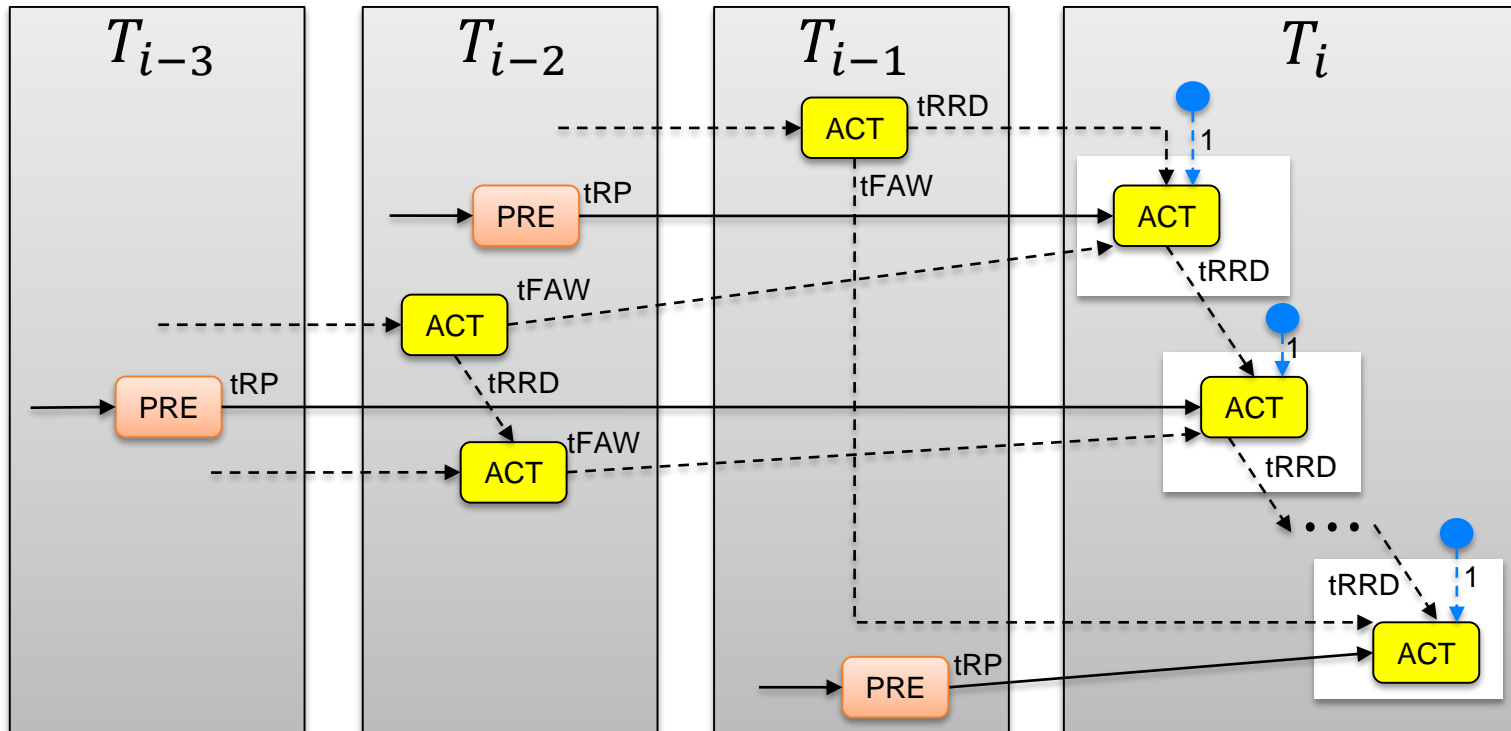 T_{i-3}
T_{i-2}
T_{i-1}
T_i
ACT
tRRD
1
tFAW
PRE
tRP
ACT
tRRD
tFAW
ACT
1
tRRD
PRE
tRP
ACT
tRRD
tFAW
ACT
• • • •
1
tRRD
ACT
PRE
tRP